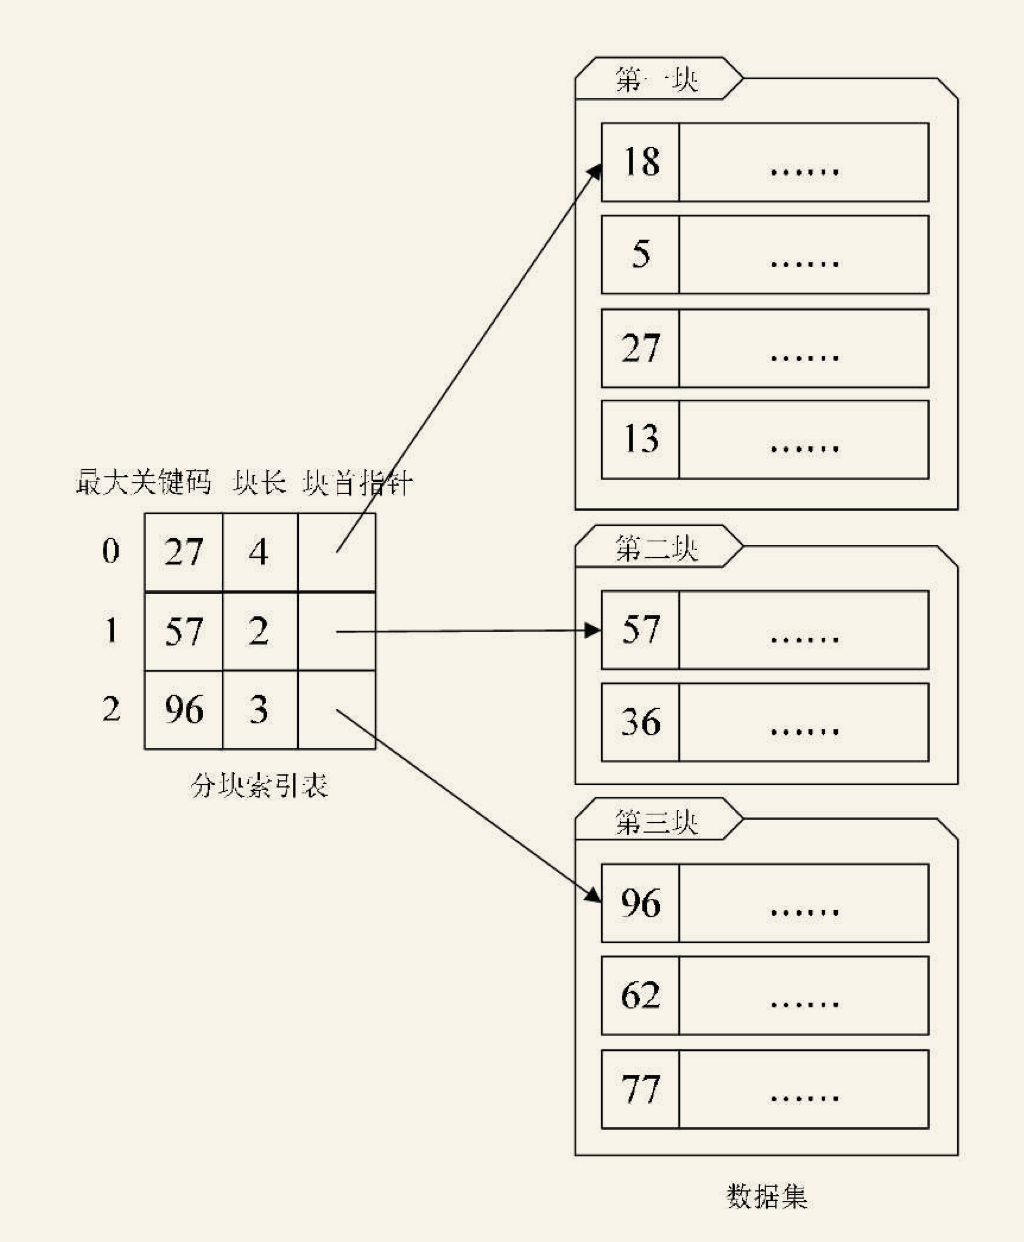 第一块
18 ……
5 ……
27 ……
13 ……
最大关键码 块长 块首指针
0 27 4
1 57 2
2 96 3
分块索引表
第二块
57 ……
36 ……
第三块
96 ……
62 ……
77 ……
数据集